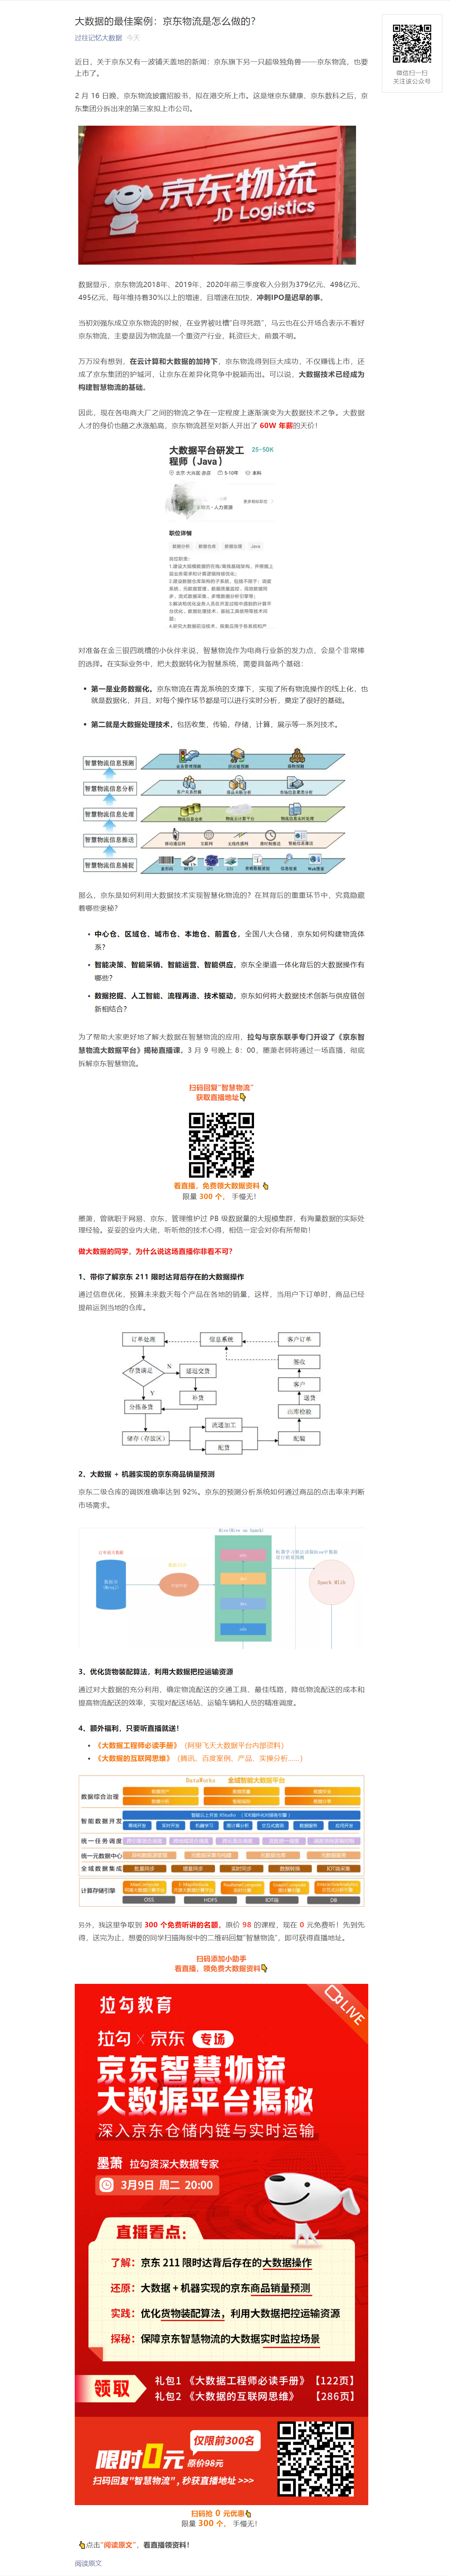 大数据的最佳案例：京东物流是怎么做的？
过往记忆大数据 今天
微信扫一扫
关注该公众号
近日，关于京东又有一波铺天盖地的新闻：京东旗下另一只超级独角兽——京东物流，也要
上市了。
2 月 16 日晚，京东物流披露招股书，拟在港交所上市。这是继京东健康、京东数科之后，京
东集团分拆出来的第三家拟上市公司。
京东物流
JD Logistics
数据显示，京东物流2018年、2019年、2020年前三季度收入分别为379亿元、498亿元、
495亿元，每年维持着30%以上的增速，且增速在加快，冲刺IPO是迟早的事。
当初刘强东成立京东物流的时候，在业界被吐槽“自寻死路”，马云也在公开场合表示不看好
京东物流，主要是因为物流是一个重资产行业，耗资巨大，前景不明。
万万没有想到，在云计算和大数据的加持下，京东物流得到巨大成功，不仅赚钱上市，还
成了京东集团的护城河，让京东在差异化竞争中脱颖而出。可以说，大数据技术已经成为
构建智慧物流的基础。
因此，现在各电商大厂之间的物流之争在一定程度上逐渐演变为大数据技术之争。大数据
人才的身价也随之水涨船高，京东物流甚至对新人开出了 60W 年薪的天价！
大数据平台研发工
程师（Java）
25-50K
5-10年
本科
职位详情
数据分析 数据仓库 数据处理 Java
岗位职责：
对准备在金三银四跳槽的小伙伴来说，智慧物流作为电商行业新的发力点，会是个非常棒
的选择。在实际业务中，把大数据转化为智慧系统，需要具备两个基础：
• 第一是业务数据化。京东物流在青龙系统的支撑下，实现了所有物流操作的线上化，也
就是数据化，并且，对每个操作环节都是可以进行实时分析，奠定了很好的基础。
• 第二就是大数据处理技术，包括收集，传输，存储，计算，展示等一系列技术。
智慧物流信息预测
智慧物流信息分析
智慧物流信息处理
智慧物流信息推送
智慧物流信息捕捉
那么，京东是如何利用大数据技术实现智慧化物流的？在其背后的重重环节中，究竟隐藏
着哪些奥秘？
• 中心仓、区域仓、城市仓、本地仓、前置仓，全国八大仓储，京东如何构建物流体
系？
• 智能决策、智能采销、智能运营、智能供应，京东全渠道一体化背后的大数据操作有
哪些？
• 数据挖掘、人工智能、流程再造、技术驱动，京东如何将大数据技术创新与供应链创
新相结合？
为了帮助大家更好地了解大数据在智慧物流的应用，拉勾与京东联手专门开设了《京东智
慧物流大数据平台》揭秘直播课，3 月 9 号晚上 8：00，墨萧老师将通过一场直播，彻底
拆解京东智慧物流。
扫码回复“智慧物流”
获取直播地址👇
看直播，免费领大数据资料👆
限量 300 个， 手慢无！
墨萧，曾就职于网易、京东，管理维护过 PB 级数据量的大规模集群，有海量数据的实际处
理经验。妥妥的业内大佬，听听他的技术心得，相信一定会对你有所帮助！
做大数据的同学，为什么说这场直播你非看不可？
1、带你了解京东 211 限时达背后存在的大数据操作
通过信息优化、预算未来数天每个产品在各地的销量，这样，当用户下订单时，商品已经
提前运到当地的仓库。
订单处理 信息系统 客户订单
存货满足 N 延迟交货 签收
Y 补货 客户
分拣备货 送货
出库检验
流通加工
储存（存放区） 配货 配输
2、大数据 + 机器实现的京东商品销量预测
京东二级仓库的调拨准确率达到 92%。京东的预测分析系统如何通过商品的点击率来判断
市场需求。
Hive(Hive on Spark)
sqoop
Spark Mlib
3、优化货物装配算法，利用大数据把控运输资源
通过对大数据的充分利用，确定物流配送的交通工具、最佳线路，降低物流配送的成本和
提高物流配送的效率，实现对配送场站、运输车辆和人员的精准调度。
4、额外福利，只要听直播就送！
• 《大数据工程师必读手册》（阿里飞天大数据平台内部资料）
• 《大数据的互联网思维》（腾讯、百度案例、产品、实操分析……）
DataWorks 全域智能大数据平台
数据综合治理
智能数据开发
统一任务调度
统一元数据中心
全域数据集成 批量同步 增量同步 实时同步
计算存储引擎
OSS HDFS DB
另外，我这里争取到 300 个免费听讲的名额，原价 98 的课程，现在 0 元免费听！先到先
得，送完为止，想要的同学扫描海报中的二维码回复“智慧物流”，即可获得直播地址。
扫码添加小助手
看直播，领免费大数据资料👇
拉勾教育
LIVE
拉勾 × 京东 专场
京东智慧物流
大数据平台揭秘
深入京东仓储内链与实时运输
墨萧 拉勾资深大数据专家
3月9日 周二 20:00
直播看点：
了解：京东 211 限时达背后存在的大数据操作
还原：大数据 + 机器实现的京东商品销量预测
实践：优化货物装配算法，利用大数据把控运输资源
探秘：保障京东智慧物流的大数据实时监控场景
领取
礼包1 《大数据工程师必读手册》【122页】
礼包2 《大数据的互联网思维》 【286页】
限时0元
仅限前300名
原价98元
扫码回复"智慧物流"，秒获直播地址 >>>
扫码抢 0 元优惠👆
限量 300 个， 手慢无！
👆点击“阅读原文”，看直播领资料！
阅读原文